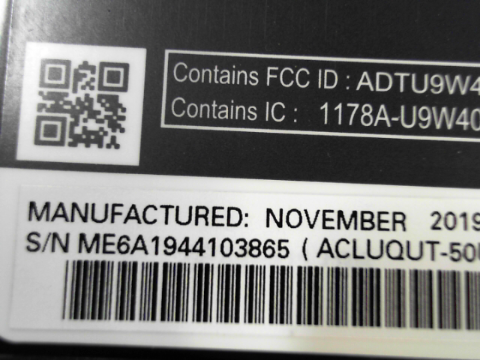 Contains FCC ID : ADTU9W4
Contains IC : 1178A-U9W40
MANUFACTURED: NOVEMBER 2019
S/N ME6A1944103865 ( ACLUQUT-50